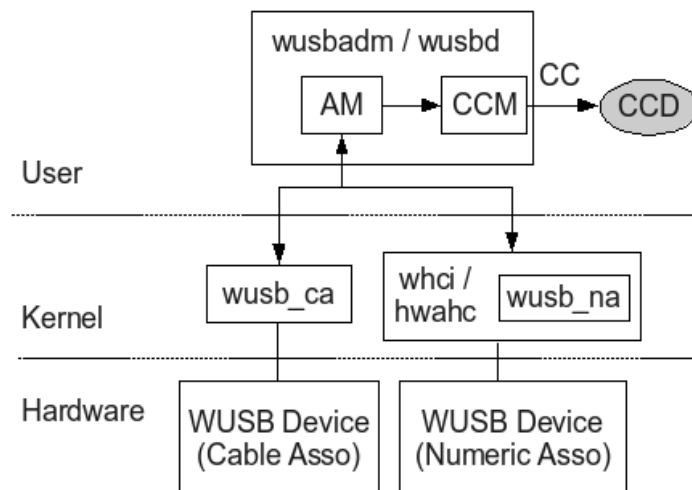 wusbadm / wusbd
CC
AM
CCM
CCD
User
wusb_ca
whci /
hwahc
wusb_na
Kernel
Hardware
WUSB Device
(Cable Asso)
WUSB Device
(Numeric Asso)